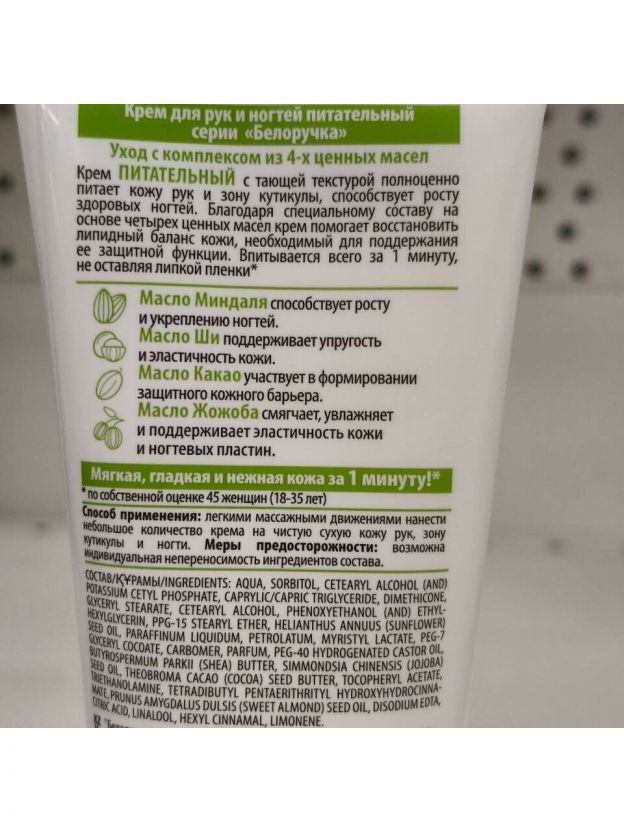 Крем для рук и ногтей питательный
серии «Белоручка»
Уход с комплексом из 4-х ценных масел
Крем ПИТАТЕЛЬНЫЙ с тающей текстурой полноценно
питает кожу рук и зону кутикулы, способствует росту
здоровых ногтей. Благодаря специальному составу на
основе четырех ценных масел крем помогает восстановить
липидный баланс кожи, необходимый для поддержания
ее защитной функции. Впитывается всего за 1 минуту,
не оставляя липкой пленки*
Масло Миндаля способствует росту
и укреплению ногтей.
Масло Ши поддерживает упругость
и эластичность кожи.
Масло Какао участвует в формировании
защитного кожного барьера.
Масло Жожоба смягчает, увлажняет
и поддерживает эластичность кожи
и ногтевых пластин.
Мягкая, гладкая и нежная кожа за 1 минуту!*
* по собственной оценке 45 женщин (18-35 лет)
Способ применения: легкими массажными движениями нанести
небольшое количество крема на чистую сухую кожу рук, зону
кутикулы и ногти. Меры предосторожности: возможна
индивидуальная непереносимость ингредиентов состава.
СОСТАВ/ҚҰРАМЫ/INGREDIENTS: AQUA, SORBITOL, CETEARYL ALCOHOL (AND)
POTASSIUM CETYL PHOSPHATE, CAPRYLIC/CAPRIC TRIGLYCERIDE, DIMETHICONE,
GLYCERYL STEARATE, CETEARYL ALCOHOL, PHENOXYETHANOL (AND) ETHYL-
HEXYLGLYCERIN, PPG-15 STEARYL ETHER, HELIANTHUS ANNUUS (SUNFLOWER)
SEED OIL, PARAFFINUM LIQUIDUM, PETROLATUM, MYRISTYL LACTATE, PEG-7
GLYCERYL COCOATE, CARBOMER, PARFUM, PEG-40 HYDROGENATED CASTOR OIL,
BUTYROSPERMUM PARKII (SHEA) BUTTER, SIMMONDSIA CHINENSIS (JOJOBA)
SEED OIL, THEOBROMA CACAO (COCOA) SEED BUTTER, TOCOPHERYL ACETATE,
TRIETHANOLAMINE, TETRADIBUTYL PENTAERITHRITYL HYDROXYHYDROCINNA-
MATE, PRUNUS AMYGDALUS DULSIS (SWEET ALMOND) SEED OIL, DISODIUM EDTA,
CITRIC ACID, LINALOOL, HEXYL CINNAMAL, LIMONENE.
KZ